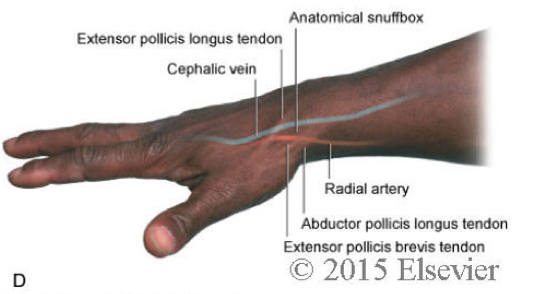 Anatomical snuffbox
Extensor pollicis longus tendon
Cephalic vein
Radial artery
Abductor pollicis longus tendon
Extensor pollicis brevis tendon
© 2015 Elsevier
D